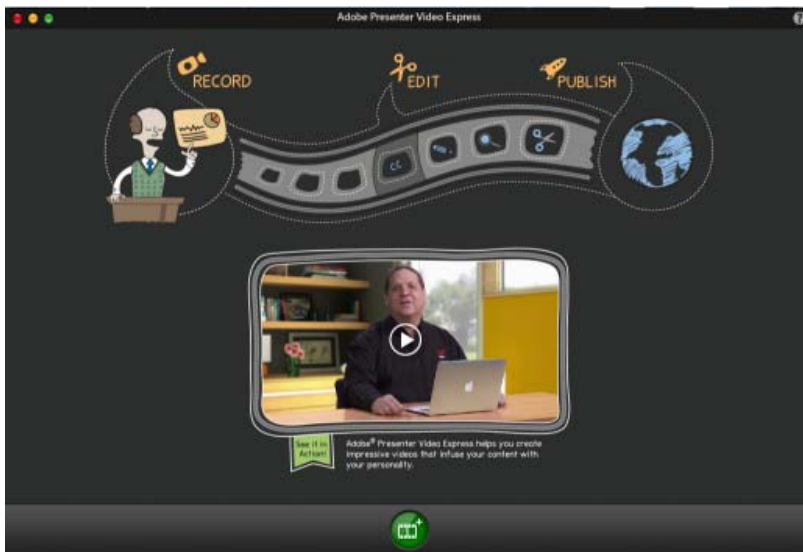 Adobe Presenter Video Express
?
RECORD
EDIT
PUBLISH
CC
See it in
Action!
Adobe® Presenter Video Express helps you create
impressive videos that infuse your content with
your personality.